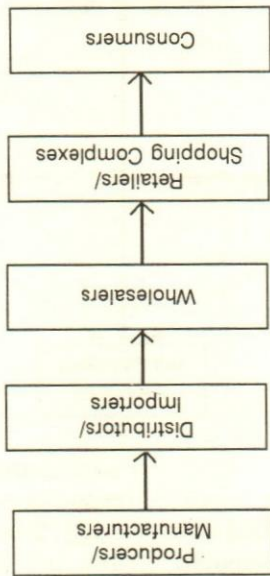 Producers/
Manufacturers
Distributors/
Importers
Wholesalers
Retailers/
Shopping Complexes
Consumers